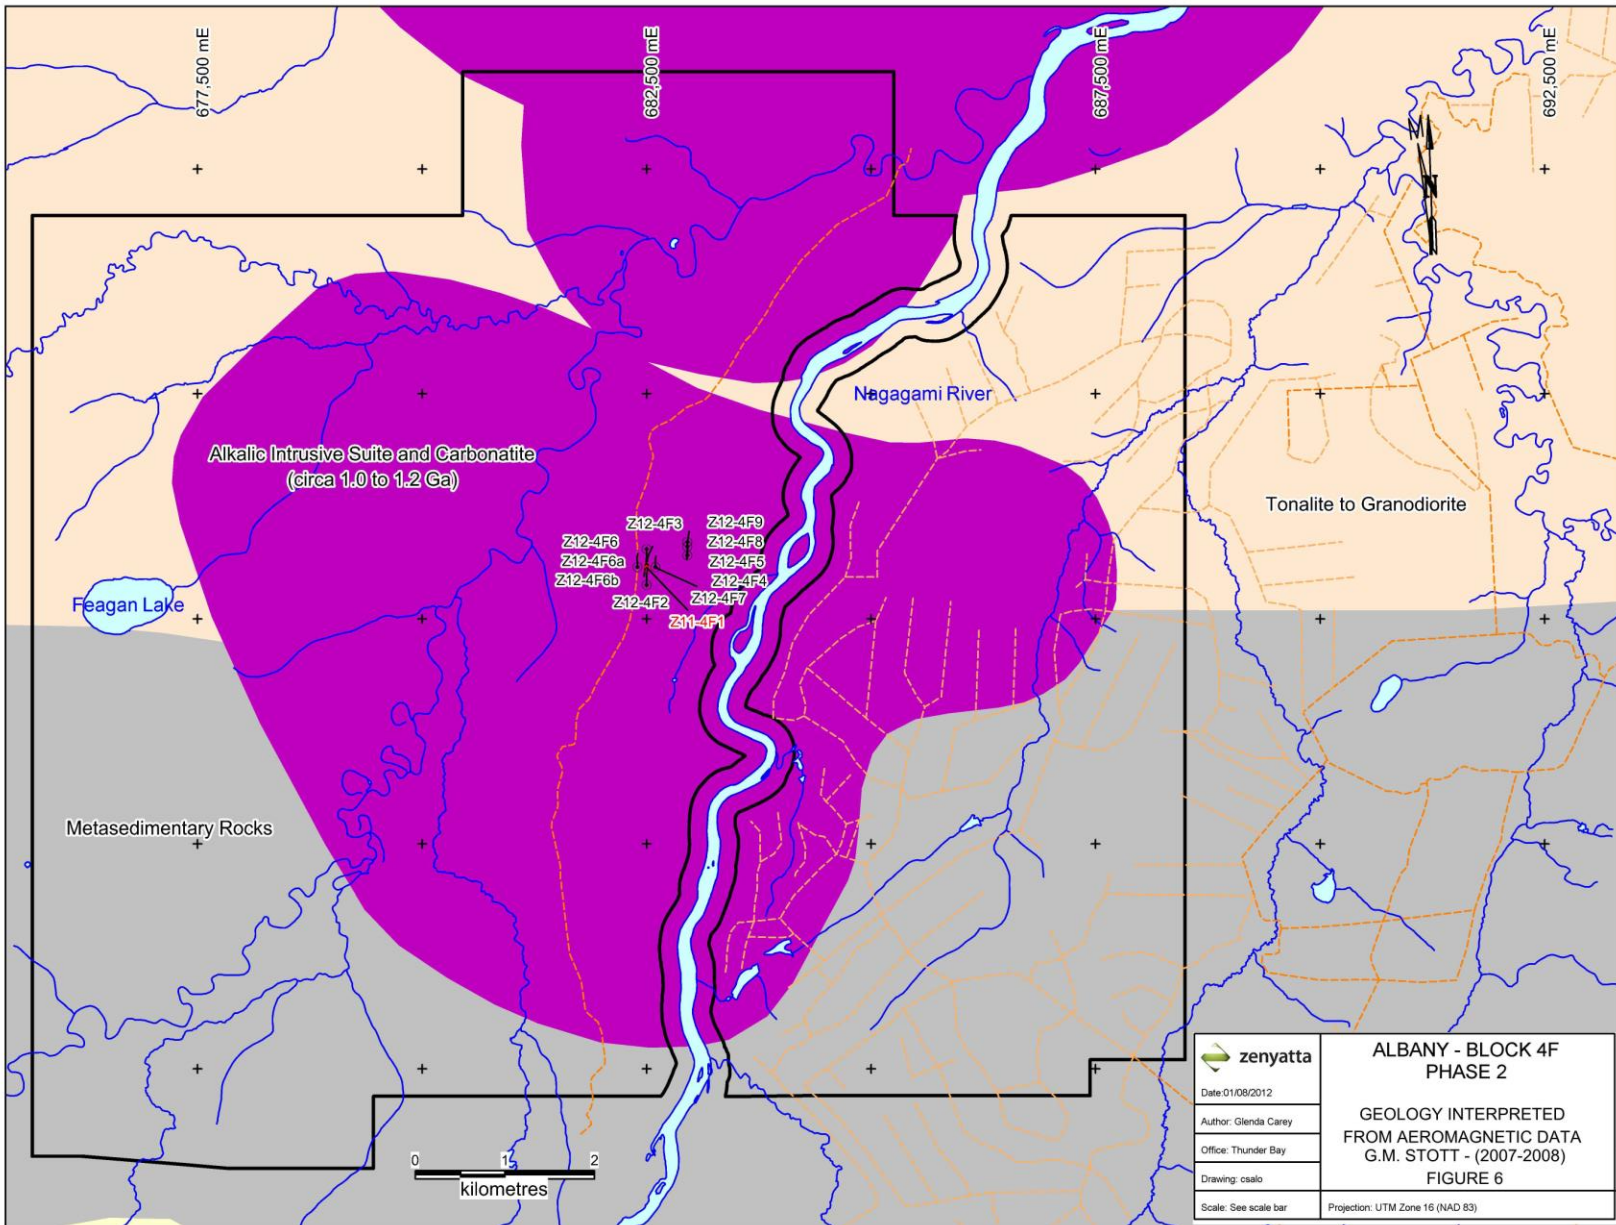 677,500 mE
682,500 mE
687,500 mE
692,500 mE
N
Nagagami River
Alkalic Intrusive Suite and Carbonatite
(circa 1.0 to 1.2 Ga)
Tonalite to Granodiorite
Z12-4F3
Z12-4F9
Z12-4F6
Z12-4F8
Z12-4F6a
Z12-4F5
Z12-4F6b
Z12-4F4
Z12-4F2
Z12-4F7
Z11-4F1
Feagan Lake
Metasedimentary Rocks
0 1 2
kilometres
zenyatta
Date:01/08/2012
Author: Glenda Carey
Office: Thunder Bay
Drawing: csalo
Scale: See scale bar
ALBANY - BLOCK 4F
PHASE 2
GEOLOGY INTERPRETED
FROM AEROMAGNETIC DATA
G.M. STOTT - (2007-2008)
FIGURE 6
Projection: UTM Zone 16 (NAD 83)